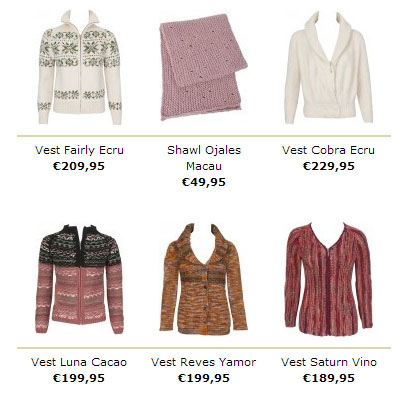 Vest Fairly Ecru
€209,95
Shawl Ojales
Macau
€49,95
Vest Cobra Ecru
€229,95
Vest Luna Cacao
€199,95
Vest Reves Yamor
€199,95
Vest Saturn Vino
€189,95